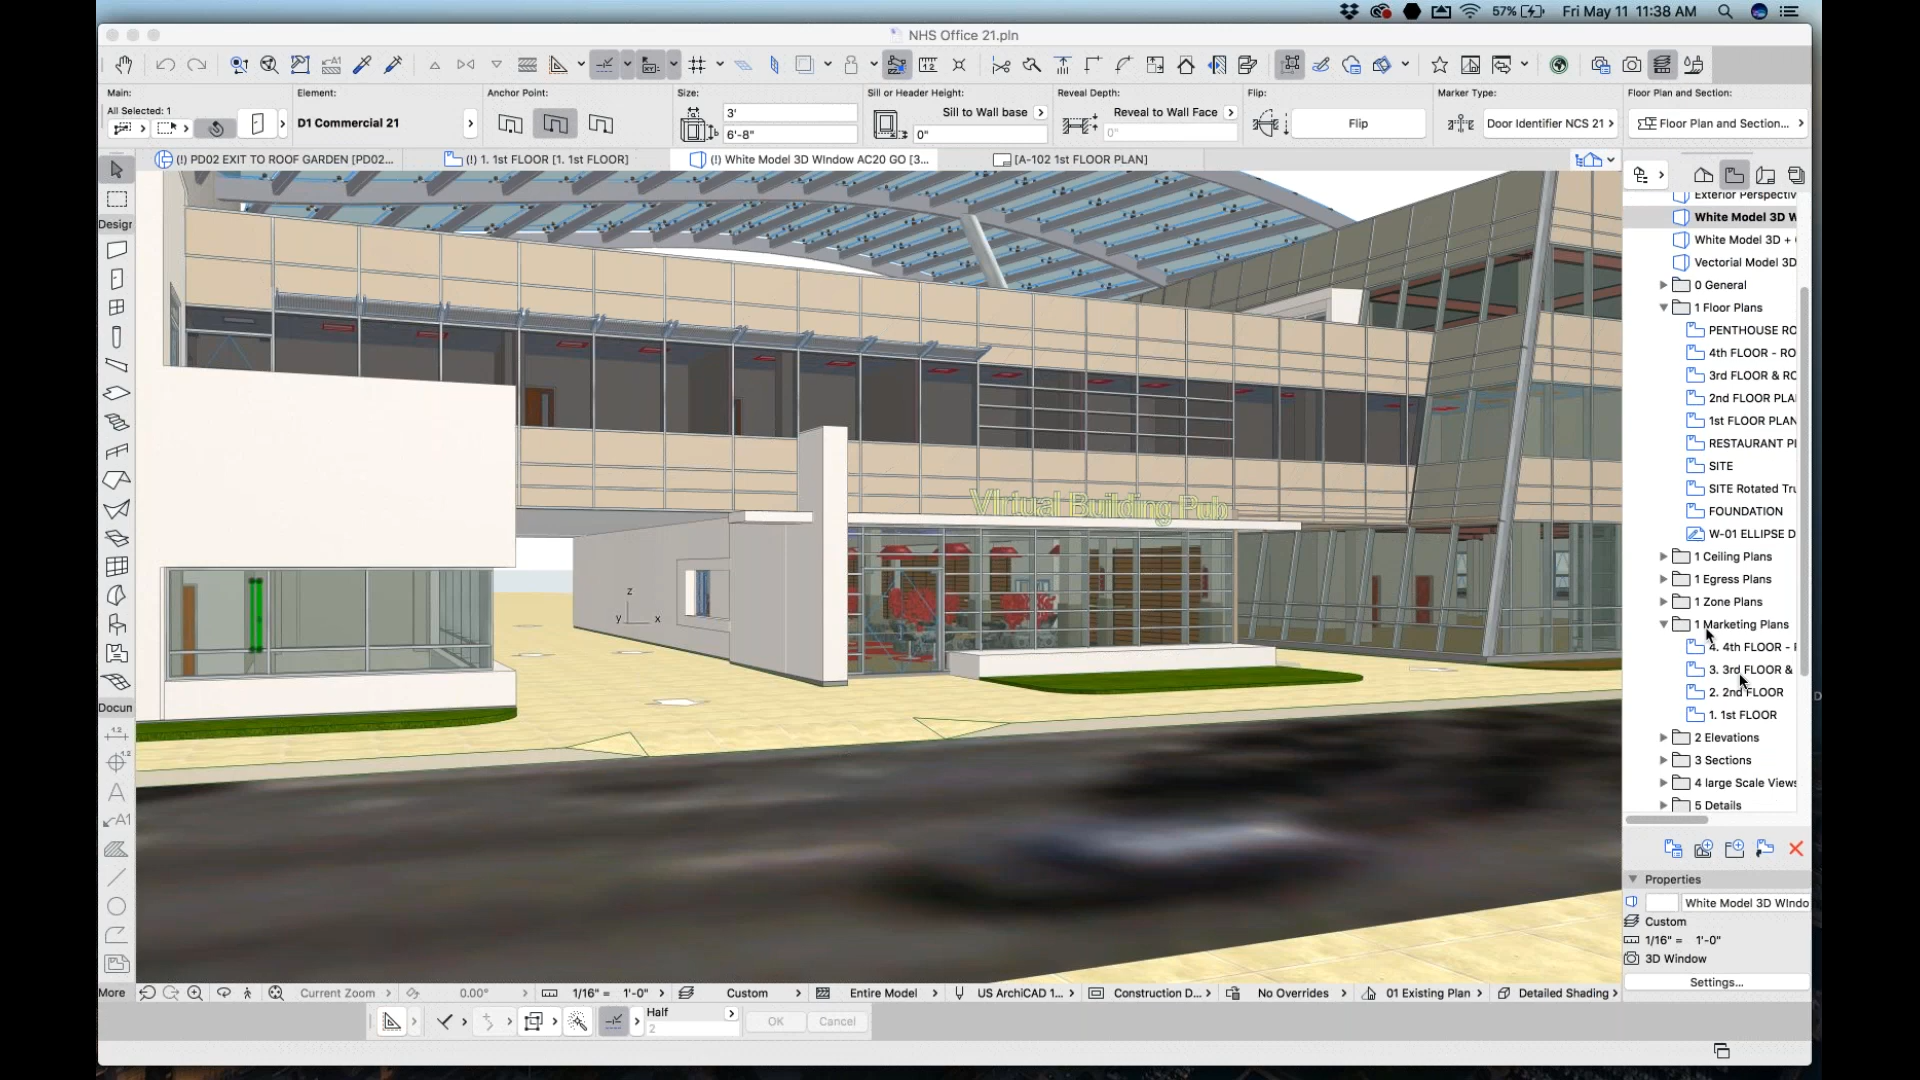 57%
Fri May 11 11:38 AM
NHS Office 21.pln
Main:
All Selected: 1
Element:
D1 Commercial 21
Anchor Point:
Size:
3'
6'-8"
Sill or Header Height:
Sill to Wall base
0"
Reveal Depth:
Reveal to Wall Face
0"
Flip:
Flip
Marker Type:
Door Identifier NCS 21
Floor Plan and Section:
Floor Plan and Section...
(!) PD02 EXIT TO ROOF GARDEN [PD02...
(!) 1. 1st FLOOR [1. 1st FLOOR]
(!) White Model 3D WIndow AC20 GO [3...
[A-102 1st FLOOR PLAN]
Design
Docun
More
Virtual Building Pub
z
y
x
Exterior Perspectiv
White Model 3D W
White Model 3D +
Vectorial Model 3D
0 General
1 Floor Plans
PENTHOUSE RO
4th FLOOR - RO
3rd FLOOR & RO
2nd FLOOR PLA
1st FLOOR PLAN
RESTAURANT Pl
SITE
SITE Rotated Tru
FOUNDATION
W-01 ELLIPSE D
1 Ceiling Plans
1 Egress Plans
1 Zone Plans
1 Marketing Plans
4. 4th FLOOR -
3. 3rd FLOOR &
2. 2nd FLOOR
1. 1st FLOOR
2 Elevations
3 Sections
4 large Scale Views
5 Details
Properties
White Model 3D WIndo
Custom
1/16" = 1'-0"
3D Window
Settings...
Current Zoom
0.00°
1/16" = 1'-0"
Custom
Entire Model
US ArchiCAD 1...
Construction D...
No Overrides
01 Existing Plan
Detailed Shading
Half
2
OK
Cancel